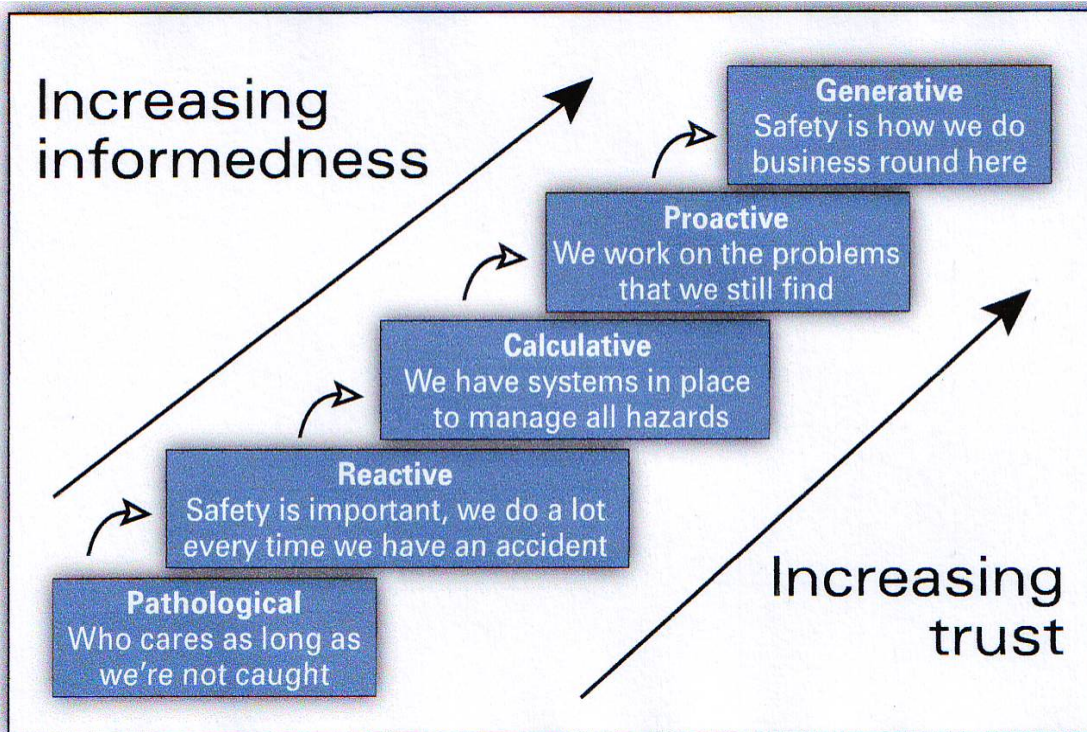 Increasing
informedness
Generative
Safety is how we do
business round here
Proactive
We work on the problems
that we still find
Calculative
We have systems in place
to manage all hazards
Reactive
Safety is important, we do a lot
every time we have an accident
Pathological
Who cares as long as
we're not caught
Increasing
trust